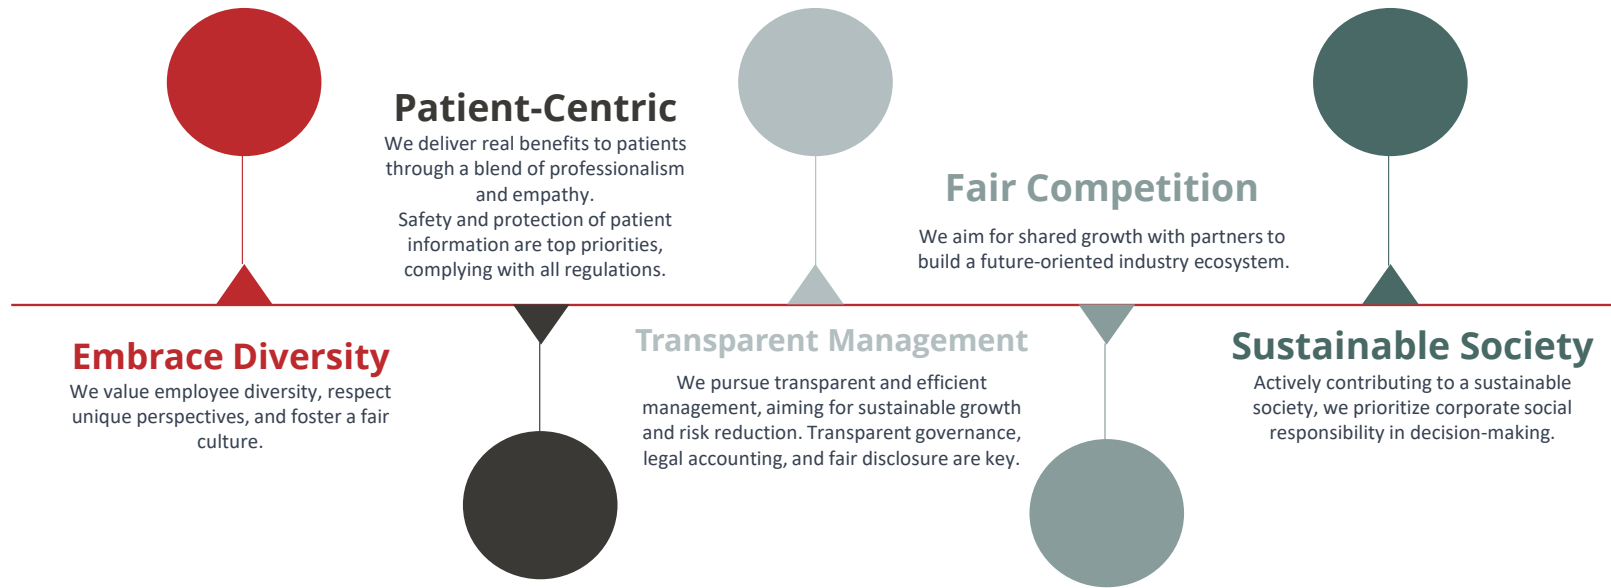 Embrace Diversity
We value employee diversity, respect
unique perspectives, and foster a fair
culture.
Patient-Centric
We deliver real benefits to patients
through a blend of professionalism
and empathy.
Safety and protection of patient
information are top priorities,
complying with all regulations.
Transparent Management
We pursue transparent and efficient
management, aiming for sustainable growth
and risk reduction. Transparent governance,
legal accounting, and fair disclosure are key.
Fair Competition
We aim for shared growth with partners to
build a future-oriented industry ecosystem.
Sustainable Society
Actively contributing to a sustainable
society, we prioritize corporate social
responsibility in decision-making.